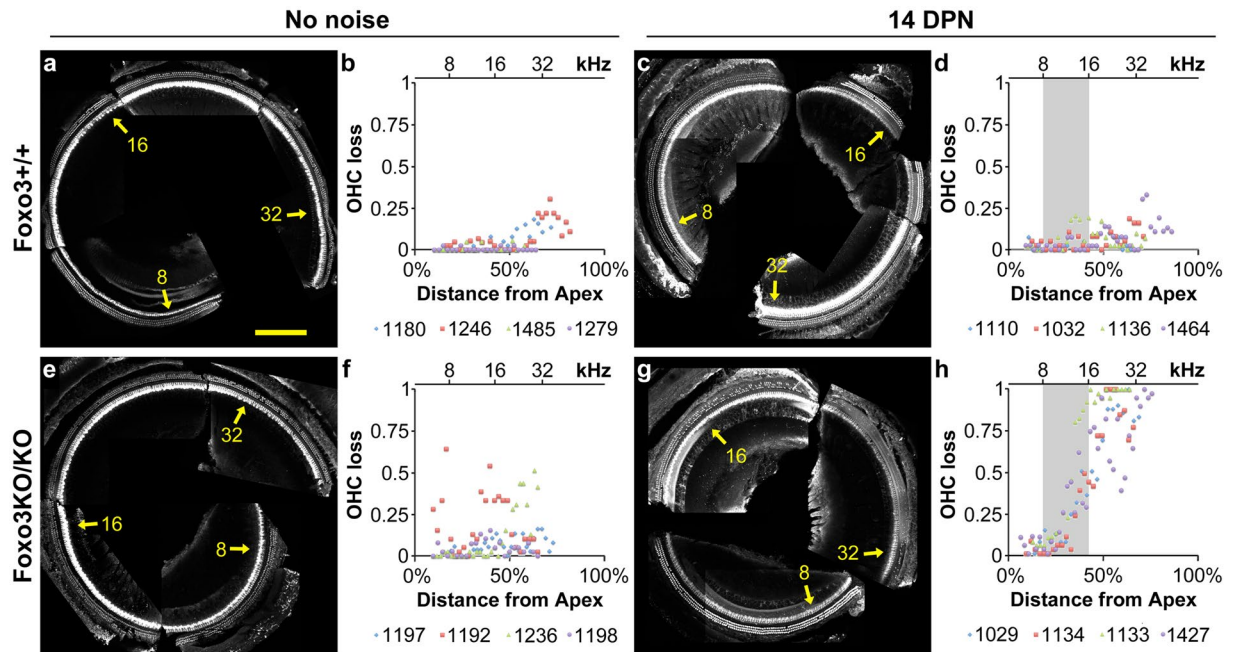 No noise
14 DPN
Foxo3+/+
a
16
32
8
b
8 16 32 kHz
OHC loss
1
0.75
0.5
0.25
0
0% 50% 100%
Distance from Apex
1180 1246 1485 1279
c
16
8
32
d
8 16 32 kHz
OHC loss
1
0.75
0.5
0.25
0
0% 50% 100%
Distance from Apex
1110 1032 1136 1464
Foxo3KO/KO
e
32
16
8
f
8 16 32 kHz
OHC loss
1
0.75
0.5
0.25
0
0% 50% 100%
Distance from Apex
1197 1192 1236 1198
g
16
32
8
h
8 16 32 kHz
OHC loss
1
0.75
0.5
0.25
0
0% 50% 100%
Distance from Apex
1029 1134 1133 1427